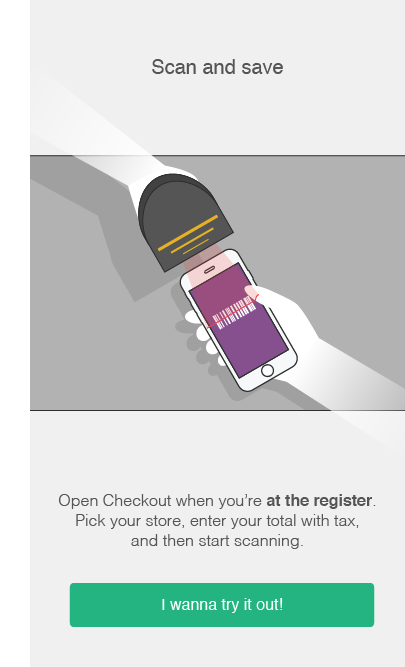 Scan and save
Open Checkout when you’re at the register.
Pick your store, enter your total with tax,
and then start scanning.
I wanna try it out!